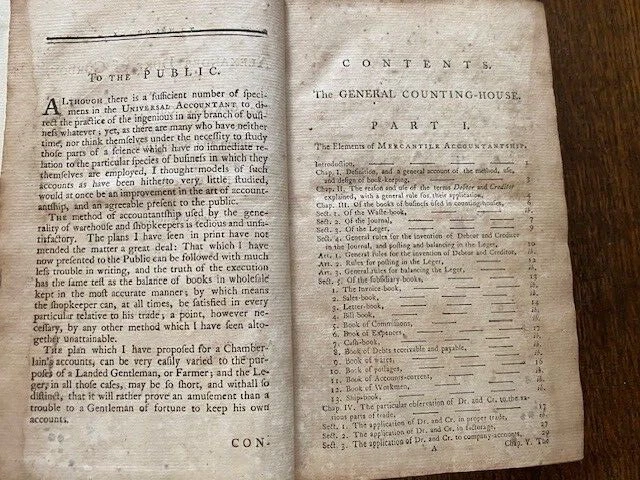 TO THE PUBLIC.
ALTHOUGH there is a sufficient number of speci-
mens in the UNIVERSAL ACCOUNTANT to di-
rect the practice of the ingenious in any branch of busi-
ness whatever; yet, as there are many who have neither
time, nor think themselves under the necessity to study
those parts of a science which have no immediate re-
lation to the particular species of business in which they
themselves are employed, I thought models of such
accounts as have been hitherto very little studied,
would at once be an improvement in the art of account-
antship, and an agreeable present to the public.
THE method of accountantship used by the gene-
rality of warehouse and shopkeepers is tedious and unsa-
tisfactory. The plans I have seen in print have not
mended the matter a great deal: That which I have
now presented to the Public can be followed with much
less trouble in writing, and the truth of the execution
has the same test as the balance of books in wholesale
kept in the most accurate manner; by which means
the shopkeeper can, at all times, be satisfied in every
particular relative to his trade; a point, however ne-
cessary, by any other method which I have seen alto-
gether unattainable.
THE plan which I have proposed for a Chamber-
lain's accounts, can be very easily varied to the purpo-
ses of a Landed Gentleman, or Farmer; and the Le-
ger, in all those cases, may be so short, and withal so
distinct, that it will rather prove an amusement than a
trouble to a Gentleman of fortune to keep his own
accounts.
CON-
CONTENTS.
The GENERAL COUNTING-HOUSE.
PART I.
The Elements of MERCANTILE ACCOUNTANTSHIP.
Introduction,
Chap. I. Definition, and a general account of the method, use,
and design of book-keeping,
Chap. II. The reason and use of the terms Debtor and Creditor
explained, with a general rule for their application,
Chap. III. Of the books of business used in counting-houses,
Sect. 1. Of the Waste-book,
Sect. 2. Of the Journal,
Sect. 3. Of the Leger,
Sect. 4. General rules for the invention of Debtor and Creditor
in the Journal, and posting and balancing in the Leger,
Art. 1. General rules for the invention of Debtor and Creditor,
Art. 2. Rules for posting in the Leger,
Art. 3. General rules for balancing the Leger,
Sect. 5. Of the subsidiary-books,
1. The Invoice-book,
2. Sales-book,
3. Letter-book,
4. Bill-book,
5. Book of Commissions,
6. Book of Expences,
7. Cash-book,
8. Book of Debts receivable and payable,
9. Book of wares,
10. Book of postages,
11. Book of Accounts-current,
12. Book of Workmen,
13. Ship-book,
Chap. IV. The particular observation of Dr. and Cr. to the va-
rious parts of trade, 17
Sect. 1. The application of Dr. and Cr. in proper trade,
Sect. 2. The application of Dr. and Cr. in factorage, 27
Sect. 3. The application of Dr. and Cr. to company-accounts, 29
A Chap. V. The